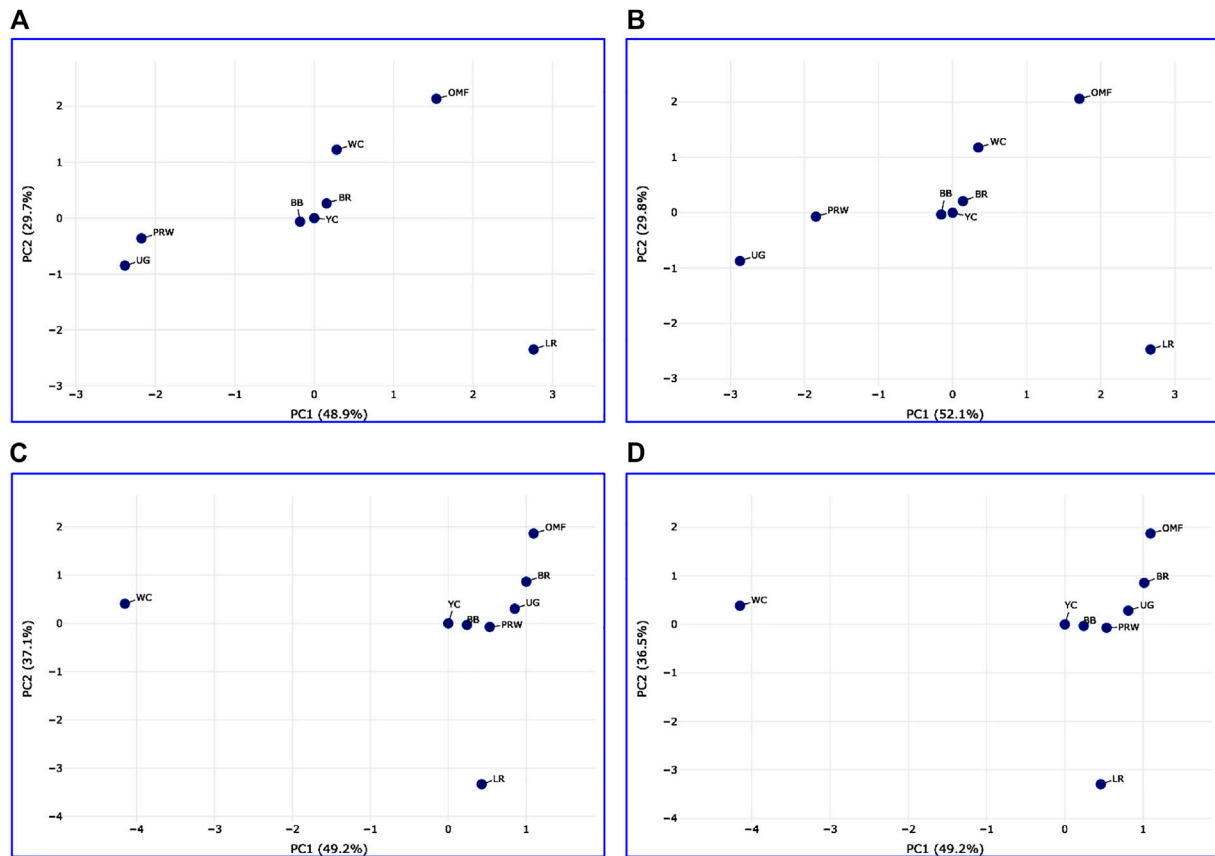 A
B
OMF
WC
BR
BB
YC
PRW
UG
LR
PC2 (29.7%)
2
1
0
−1
−2
−3
−3 −2 −1 0 1 2 3
PC1 (48.9%)
OMF
WC
BR
BB
YC
PRW
UG
LR
PC2 (29.8%)
2
1
0
−1
−2
−3
−3 −2 −1 0 1 2 3
PC1 (52.1%)
C
D
OMF
BR
WC
UG
YC
BB
PRW
LR
PC2 (37.1%)
2
1
0
−1
−2
−3
−4
−4 −3 −2 −1 0 1
PC1 (49.2%)
OMF
BR
WC
UG
YC
BB
PRW
LR
PC2 (36.5%)
2
1
0
−1
−2
−3
−4
−4 −3 −2 −1 0 1
PC1 (49.2%)